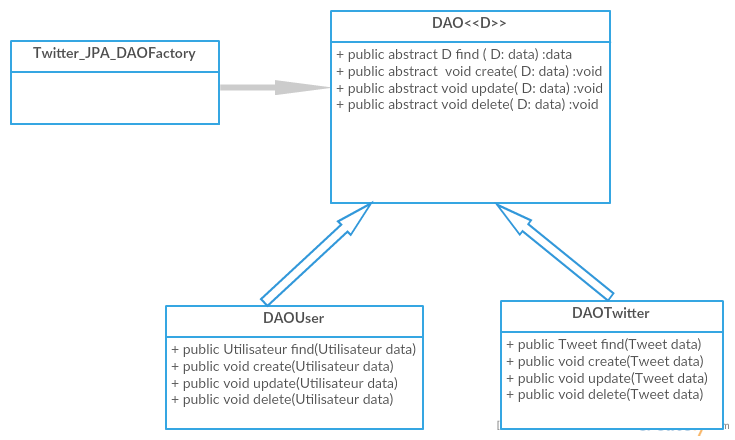 Twitter_JPA_DAOFactory
DAO<<D>>
+ public abstract D find ( D: data) :data
+ public abstract  void create( D: data) :void
+ public abstract void update( D: data) :void
+ public abstract void delete( D: data) :void
DAOUser
+ public Utilisateur find(Utilisateur data)
+ public void create(Utilisateur data)
+ public void update(Utilisateur data)
+ public void delete(Utilisateur data)
DAOTwitter
+ public Tweet find(Tweet data)
+ public void create(Tweet data)
+ public void update(Tweet data)
+ public void delete(Tweet data)